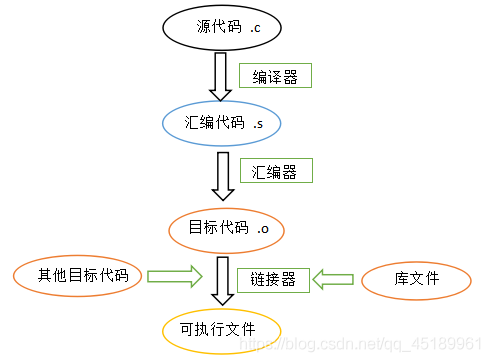 源代码 .c
编译器
汇编代码 .s
汇编器
目标代码 .o
其他目标代码
链接器
库文件
可执行文件
https://blog.csdn.net/qq_45189961